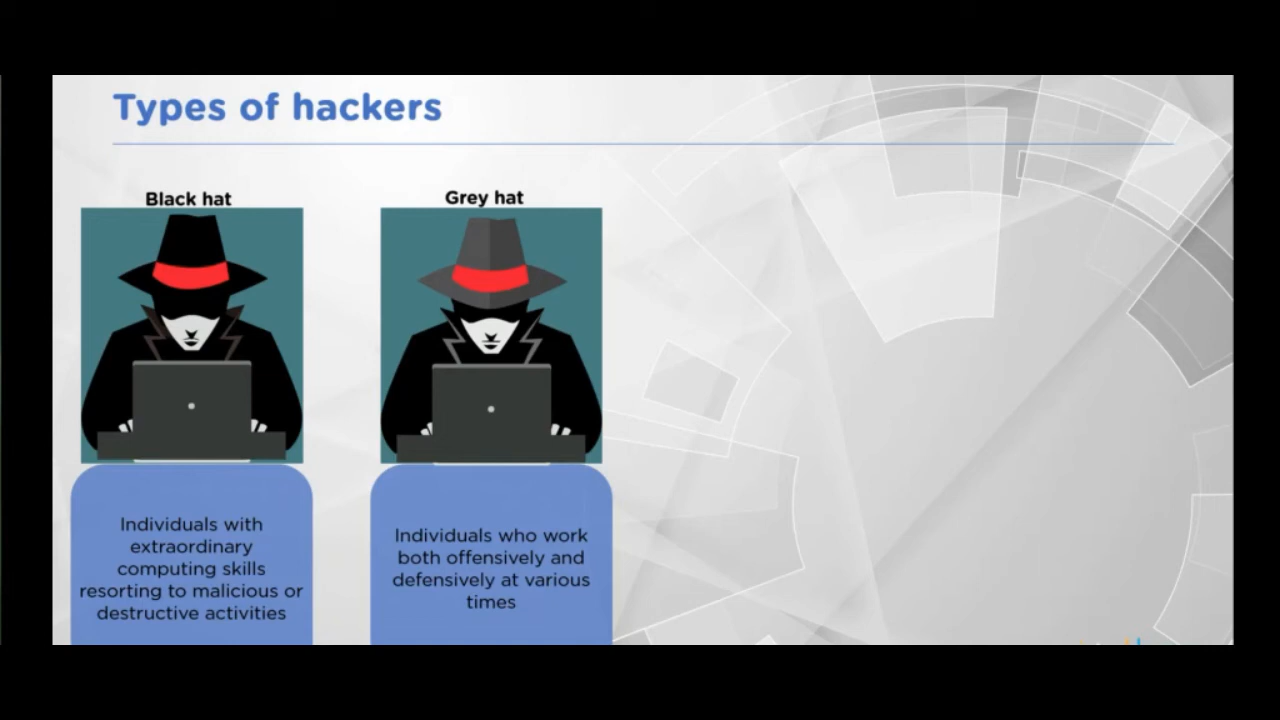 Types of hackers
Black hat
Grey hat
Individuals with
extraordinary
computing skills
resorting to malicious or
destructive activities
Individuals who work
both offensively and
defensively at various
times